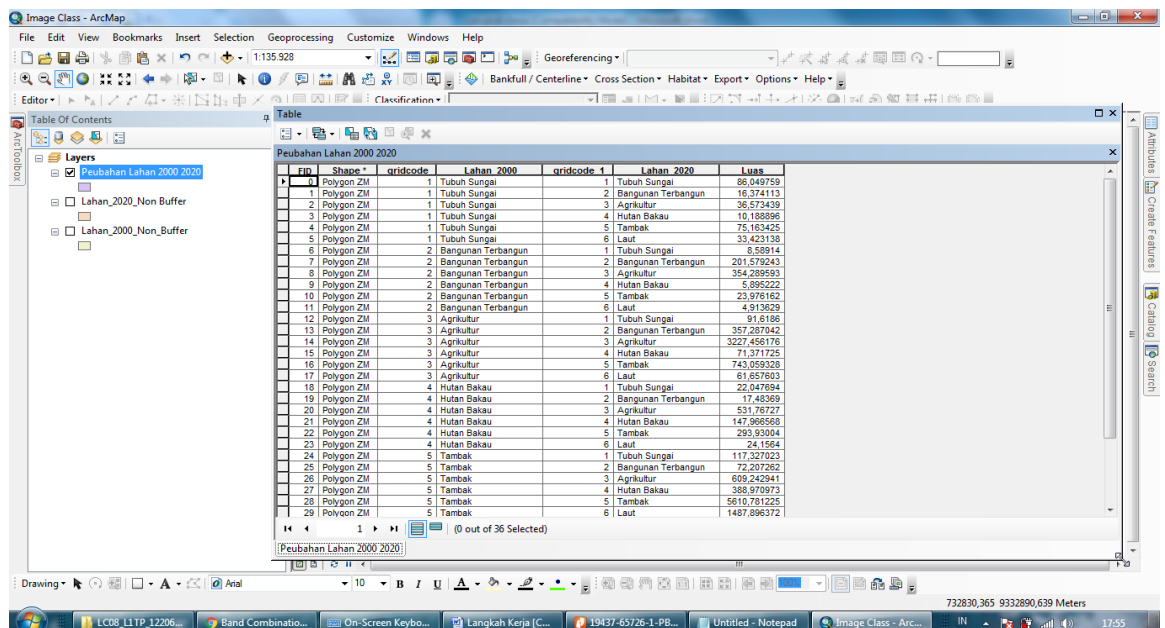 Image Class - ArcMap
File Edit View Bookmarks Insert Selection Geoprocessing Customize Windows Help
1:135.928 Georeferencing
Bankfull / Centerline Cross Section Habitat Export Options Help
Editor Classification
Table Of Contents
Layers
Peubahan Lahan 2000 2020
Lahan_2020_Non Buffer
Lahan_2000_Non_Buffer
ArcToolbox
Table
Peubahan Lahan 2000 2020
FID Shape * gridcode Lahan_2000 gridcode_1 Lahan_2020 Luas
0 Polygon ZM 1 Tubuh Sungai 1 Tubuh Sungai 86,049759
1 Polygon ZM 1 Tubuh Sungai 2 Bangunan Terbangun 16,374113
2 Polygon ZM 1 Tubuh Sungai 3 Agrikultur 36,573439
3 Polygon ZM 1 Tubuh Sungai 4 Hutan Bakau 10,188896
4 Polygon ZM 1 Tubuh Sungai 5 Tambak 75,163425
5 Polygon ZM 1 Tubuh Sungai 6 Laut 33,423138
6 Polygon ZM 2 Bangunan Terbangun 1 Tubuh Sungai 8,58914
7 Polygon ZM 2 Bangunan Terbangun 2 Bangunan Terbangun 201,579243
8 Polygon ZM 2 Bangunan Terbangun 3 Agrikultur 354,289593
9 Polygon ZM 2 Bangunan Terbangun 4 Hutan Bakau 5,895222
10 Polygon ZM 2 Bangunan Terbangun 5 Tambak 23,976162
11 Polygon ZM 2 Bangunan Terbangun 6 Laut 4,913629
12 Polygon ZM 3 Agrikultur 1 Tubuh Sungai 91,6186
13 Polygon ZM 3 Agrikultur 2 Bangunan Terbangun 357,287042
14 Polygon ZM 3 Agrikultur 3 Agrikultur 3227,456176
15 Polygon ZM 3 Agrikultur 4 Hutan Bakau 71,371725
16 Polygon ZM 3 Agrikultur 5 Tambak 743,059328
17 Polygon ZM 3 Agrikultur 6 Laut 61,657603
18 Polygon ZM 4 Hutan Bakau 1 Tubuh Sungai 22,047694
19 Polygon ZM 4 Hutan Bakau 2 Bangunan Terbangun 17,48369
20 Polygon ZM 4 Hutan Bakau 3 Agrikultur 531,76727
21 Polygon ZM 4 Hutan Bakau 4 Hutan Bakau 147,966568
22 Polygon ZM 4 Hutan Bakau 5 Tambak 293,93004
23 Polygon ZM 4 Hutan Bakau 6 Laut 24,1564
24 Polygon ZM 5 Tambak 1 Tubuh Sungai 117,327023
25 Polygon ZM 5 Tambak 2 Bangunan Terbangun 72,207262
26 Polygon ZM 5 Tambak 3 Agrikultur 609,242941
27 Polygon ZM 5 Tambak 4 Hutan Bakau 388,970973
28 Polygon ZM 5 Tambak 5 Tambak 5610,781225
29 Polygon ZM 5 Tambak 6 Laut 1487,896372
1 (0 out of 36 Selected)
Peubahan Lahan 2000 2020
Attributes
Create Features
Catalog
Search
Drawing Arial 10 B I U A
732830,365 9332890,639 Meters
LC08_L1TP_12206... Band Combinatio... On-Screen Keybo... Langkah Kerja [C... 19437-65726-1-PB... Untitled - Notepad Image Class - Arc... IN 17:55